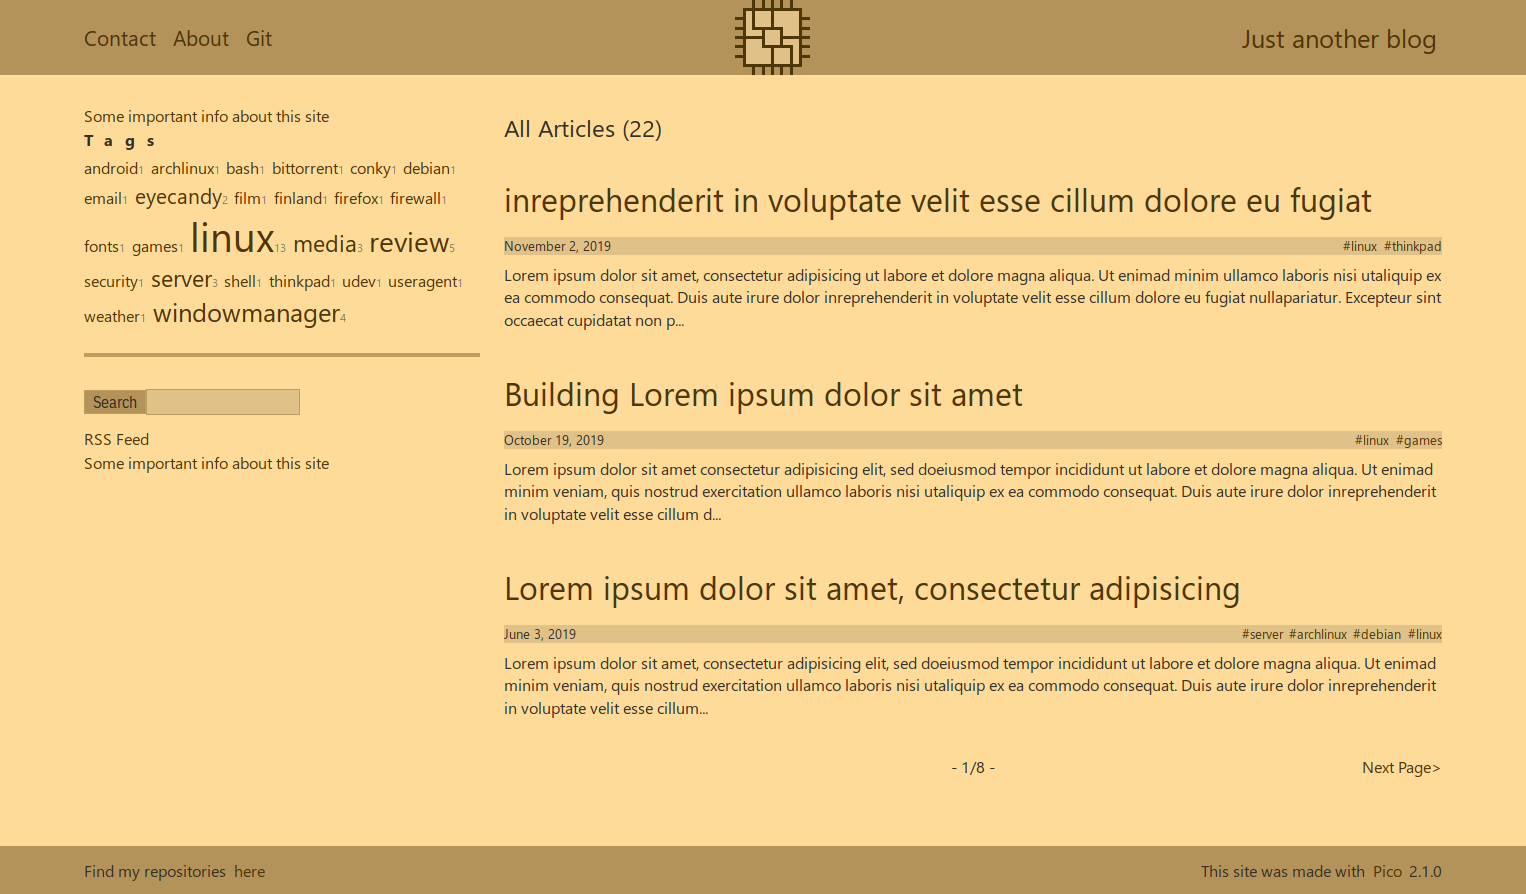 Contact About Git
Just another blog
Some important info about this site
Tags
android1 archlinux1 bash1 bittorrent1 conky1 debian1
email1 eyecandy2 film1 finland1 firefox1 firewall1
fonts1 games1 linux13 media3 review5
security1 server3 shell1 thinkpad1 udev1 useragent1
weather1 windowmanager4
Search
RSS Feed
Some important info about this site
All Articles (22)
inreprehenderit in voluptate velit esse cillum dolore eu fugiat
November 2, 2019 #linux #thinkpad
Lorem ipsum dolor sit amet, consectetur adipisicing ut labore et dolore magna aliqua. Ut enimad minim ullamco laboris nisi utaliquip ex
ea commodo consequat. Duis aute irure dolor inreprehenderit in voluptate velit esse cillum dolore eu fugiat nullapariatur. Excepteur sint
occaecat cupidatat non p...
Building Lorem ipsum dolor sit amet
October 19, 2019 #linux #games
Lorem ipsum dolor sit amet consectetur adipisicing elit, sed doeiusmod tempor incididunt ut labore et dolore magna aliqua. Ut enimad
minim veniam, quis nostrud exercitation ullamco laboris nisi utaliquip ex ea commodo consequat. Duis aute irure dolor inreprehenderit
in voluptate velit esse cillum d...
Lorem ipsum dolor sit amet, consectetur adipisicing
June 3, 2019 #server #archlinux #debian #linux
Lorem ipsum dolor sit amet, consectetur adipisicing elit, sed doeiusmod tempor incididunt ut labore et dolore magna aliqua. Ut enimad
minim veniam, quis nostrud exercitation ullamco laboris nisi utaliquip ex ea commodo consequat. Duis aute irure dolor inreprehenderit
in voluptate velit esse cillum...
- 1/8 - Next Page>
Find my repositories here
This site was made with Pico 2.1.0